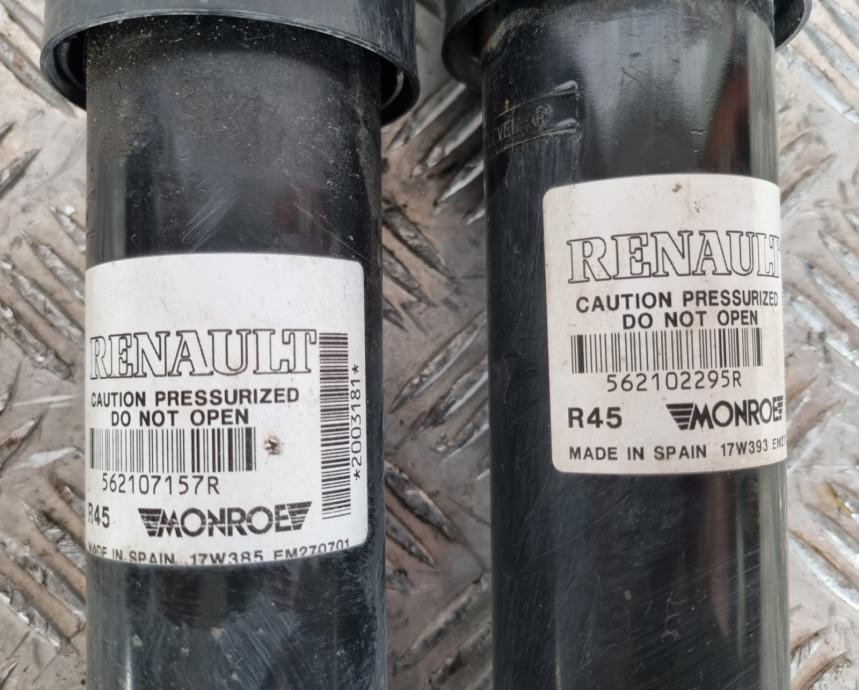 RENAULT
CAUTION PRESSURIZED
DO NOT OPEN
562107157R
R45 MONROE
MADE IN SPAIN 17W385 EM270701
*2003181*
RENAULT
CAUTION PRESSURIZED
DO NOT OPEN
562102295R
R45 MONROE
MADE IN SPAIN 17W393